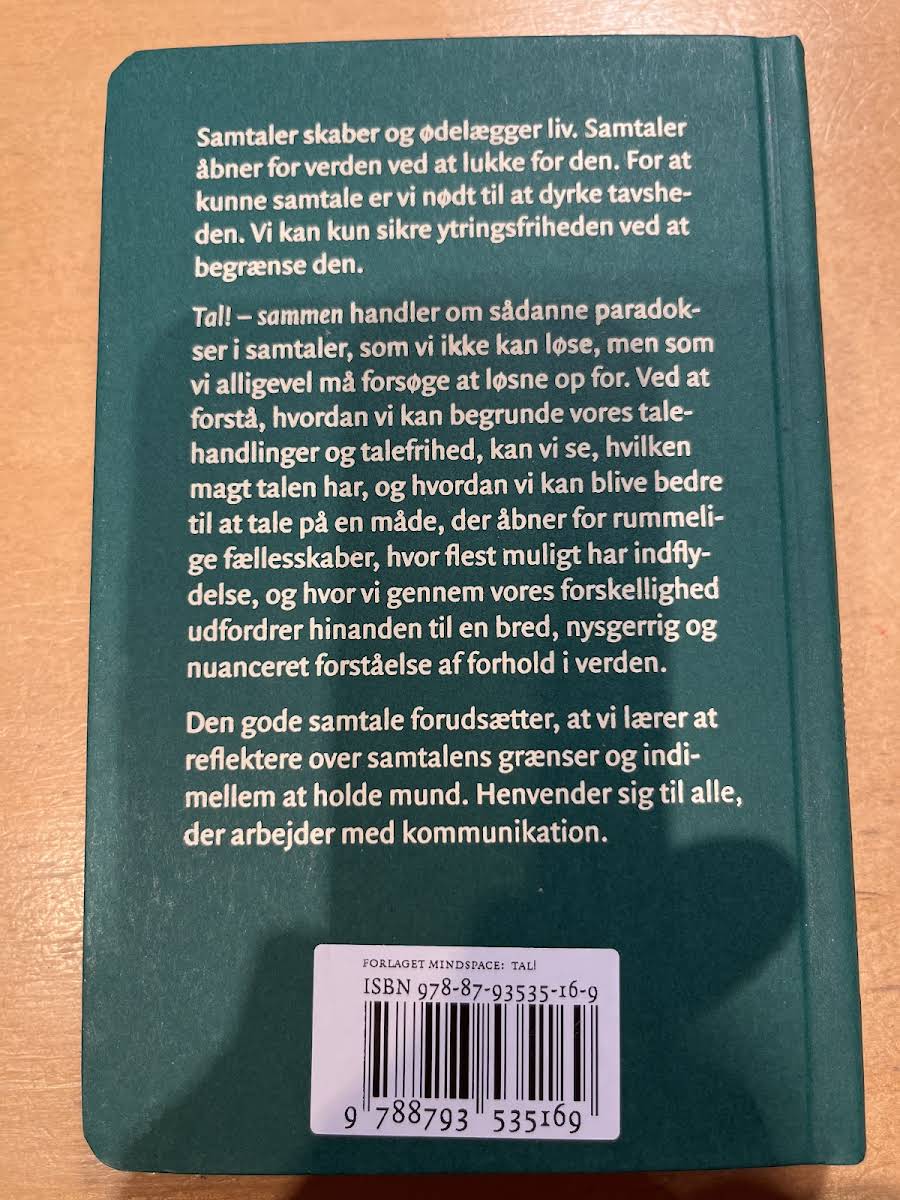 Samtaler skaber og ødelægger liv. Samtaler
åbner for verden ved at lukke for den. For at
kunne samtale er vi nødt til at dyrke tavshe-
den. Vi kan kun sikre ytringsfriheden ved at
begrænse den.
Tal! – sammen handler om sådanne paradok-
ser i samtaler, som vi ikke kan løse, men som
vi alligevel må forsøge at løsne op for. Ved at
forstå, hvordan vi kan begrunde vores tale-
handlinger og talefrihed, kan vi se, hvilken
magt talen har, og hvordan vi kan blive bedre
til at tale på en måde, der åbner for rummeli-
ge fællesskaber, hvor flest muligt har indfly-
delse, og hvor vi gennem vores forskellighed
udfordrer hinanden til en bred, nysgerrig og
nuanceret forståelse af forhold i verden.
Den gode samtale forudsætter, at vi lærer at
reflektere over samtalens grænser og indi-
mellem at holde mund. Henvender sig til alle,
der arbejder med kommunikation.
FORLAGET MINDSPACE: TAL!
ISBN 978-87-93535-16-9
9 788793 535169